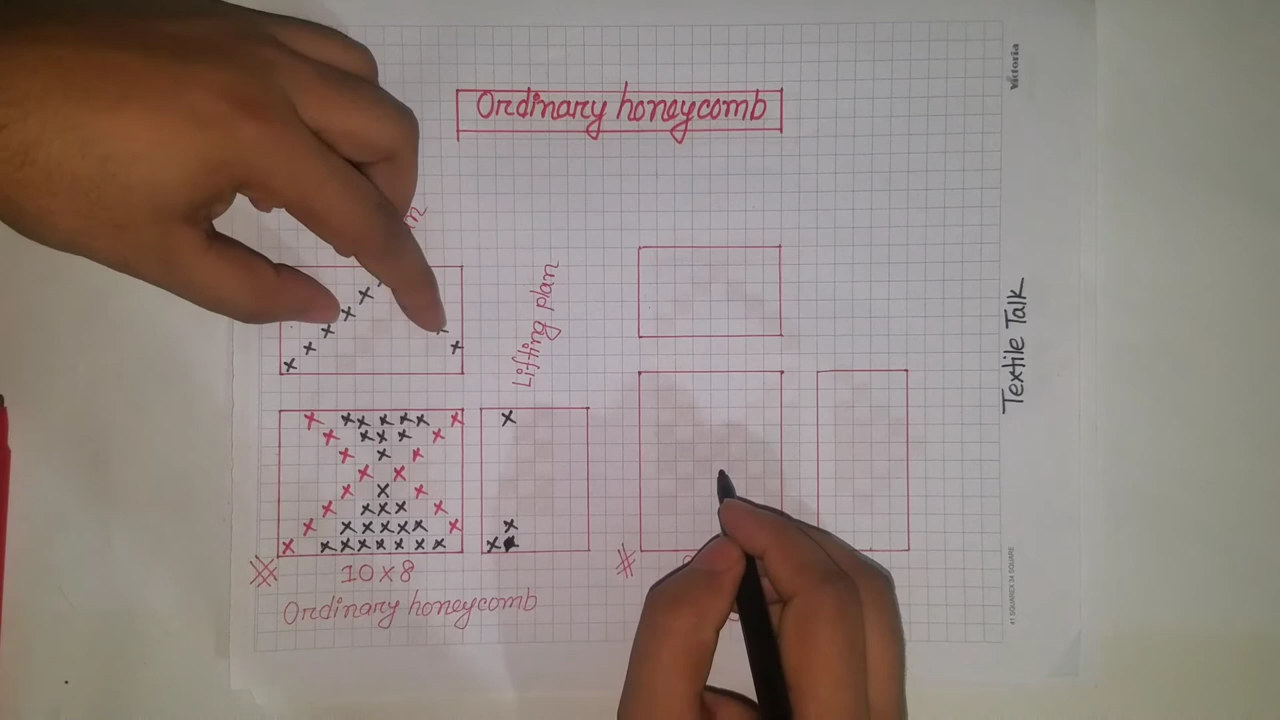 Ordinary honeycomb
Lifting plan
10×8
Ordinary honeycomb
Victoria
Textile Talk